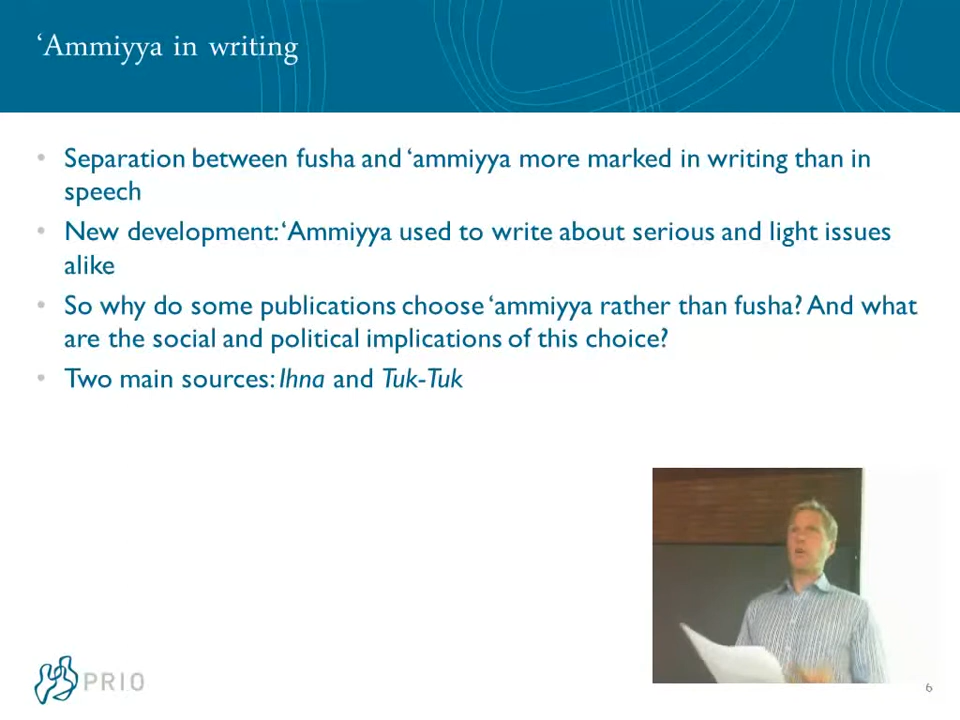 ‘Ammiyya in writing
• Separation between fusha and ‘ammiyya more marked in writing than in
speech
• New development: ‘Ammiyya used to write about serious and light issues
alike
• So why do some publications choose ‘ammiyya rather than fusha? And what
are the social and political implications of this choice?
• Two main sources: Ihna and Tuk-Tuk
PRIO
6